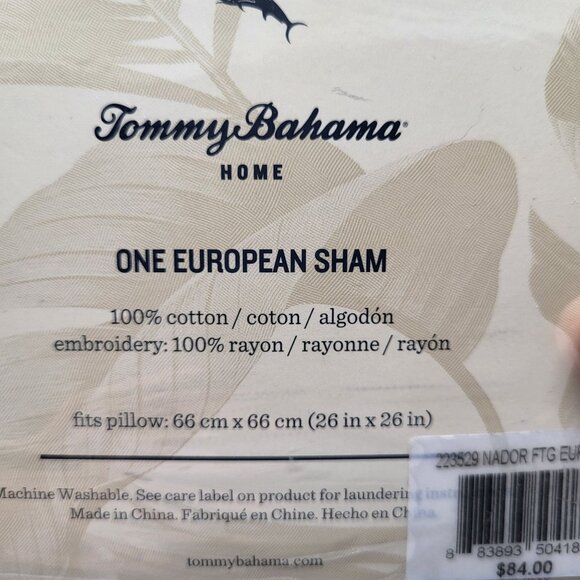 Tommy Bahama®
HOME
ONE EUROPEAN SHAM
100% cotton / coton / algodón
embroidery: 100% rayon / rayonne / rayón
fits pillow: 66 cm x 66 cm (26 in x 26 in)
Machine Washable. See care label on product for laundering
Made in China. Fabriqué en Chine. Hecho en
tommybahama.com
223529 NADOR FTG
8 83893 50418
$84.00